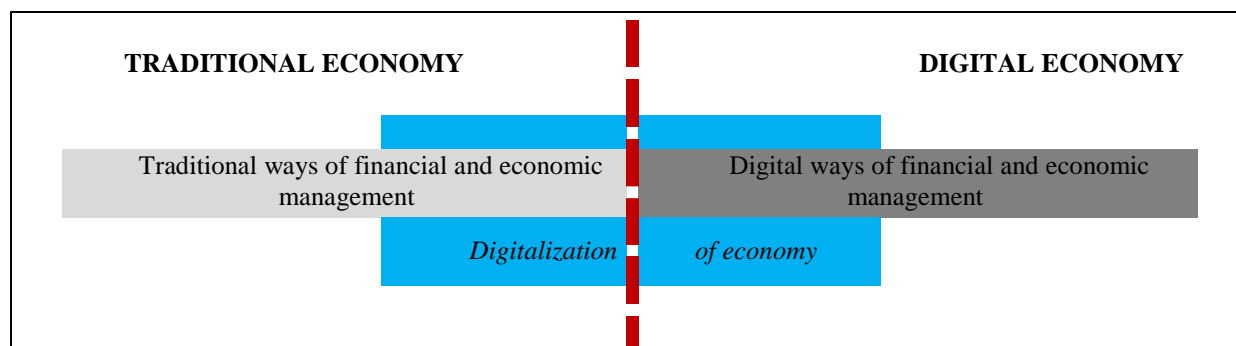 TRADITIONAL ECONOMY
DIGITAL ECONOMY
Traditional ways of financial and economic
management
Digital ways of financial and economic
management
Digitalization of economy